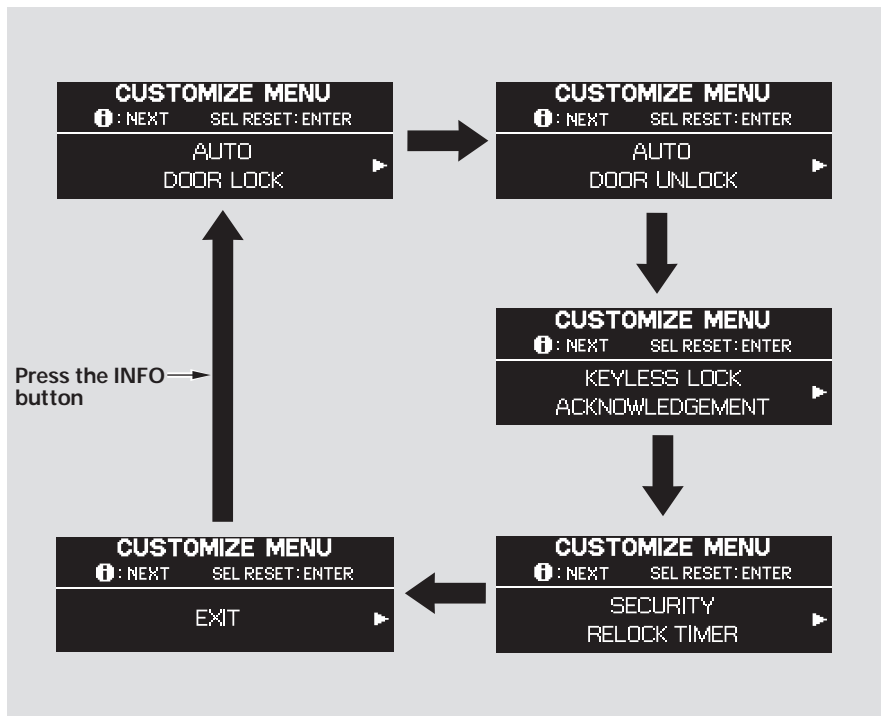 CUSTOMIZE MENU
i : NEXT SEL RESET: ENTER
AUTO
DOOR LOCK
CUSTOMIZE MENU
i : NEXT SEL RESET: ENTER
AUTO
DOOR UNLOCK
CUSTOMIZE MENU
i : NEXT SEL RESET: ENTER
KEYLESS LOCK
ACKNOWLEDGEMENT
Press the INFO
button
CUSTOMIZE MENU
i : NEXT SEL RESET: ENTER
EXIT
CUSTOMIZE MENU
i : NEXT SEL RESET: ENTER
SECURITY
RELOCK TIMER